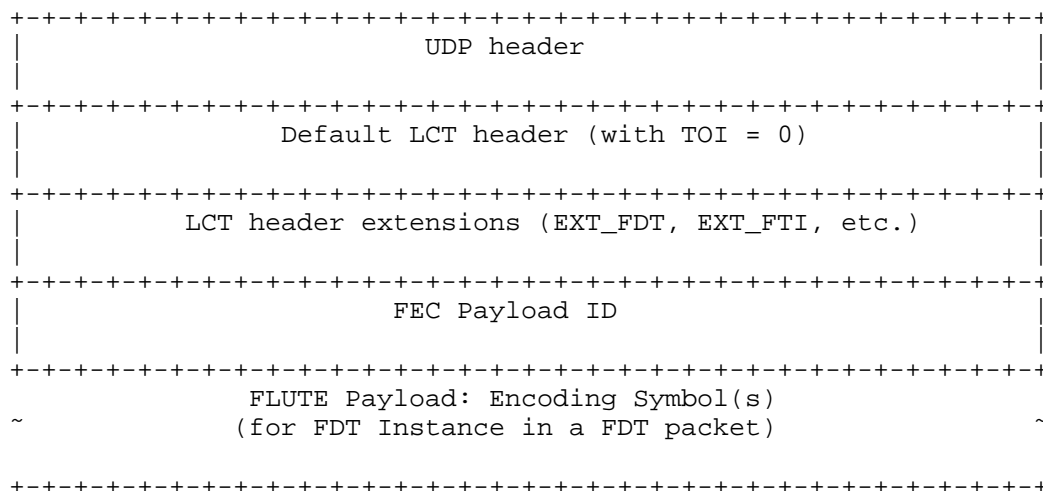 +-+-+-+-+-+-+-+-+-+-+-+-+-+-+-+-+-+-+-+-+-+-+-+-+-+-+-+-+-+-+-+-+
| UDP header |
| |
+-+-+-+-+-+-+-+-+-+-+-+-+-+-+-+-+-+-+-+-+-+-+-+-+-+-+-+-+-+-+-+-+
| Default LCT header (with TOI = 0) |
| |
+-+-+-+-+-+-+-+-+-+-+-+-+-+-+-+-+-+-+-+-+-+-+-+-+-+-+-+-+-+-+-+-+
| LCT header extensions (EXT_FDT, EXT_FTI, etc.) |
| |
+-+-+-+-+-+-+-+-+-+-+-+-+-+-+-+-+-+-+-+-+-+-+-+-+-+-+-+-+-+-+-+-+
| FEC Payload ID |
| |
+-+-+-+-+-+-+-+-+-+-+-+-+-+-+-+-+-+-+-+-+-+-+-+-+-+-+-+-+-+-+-+-+
FLUTE Payload: Encoding Symbol(s)
~ (for FDT Instance in a FDT packet) ~
+-+-+-+-+-+-+-+-+-+-+-+-+-+-+-+-+-+-+-+-+-+-+-+-+-+-+-+-+-+-+-+-+